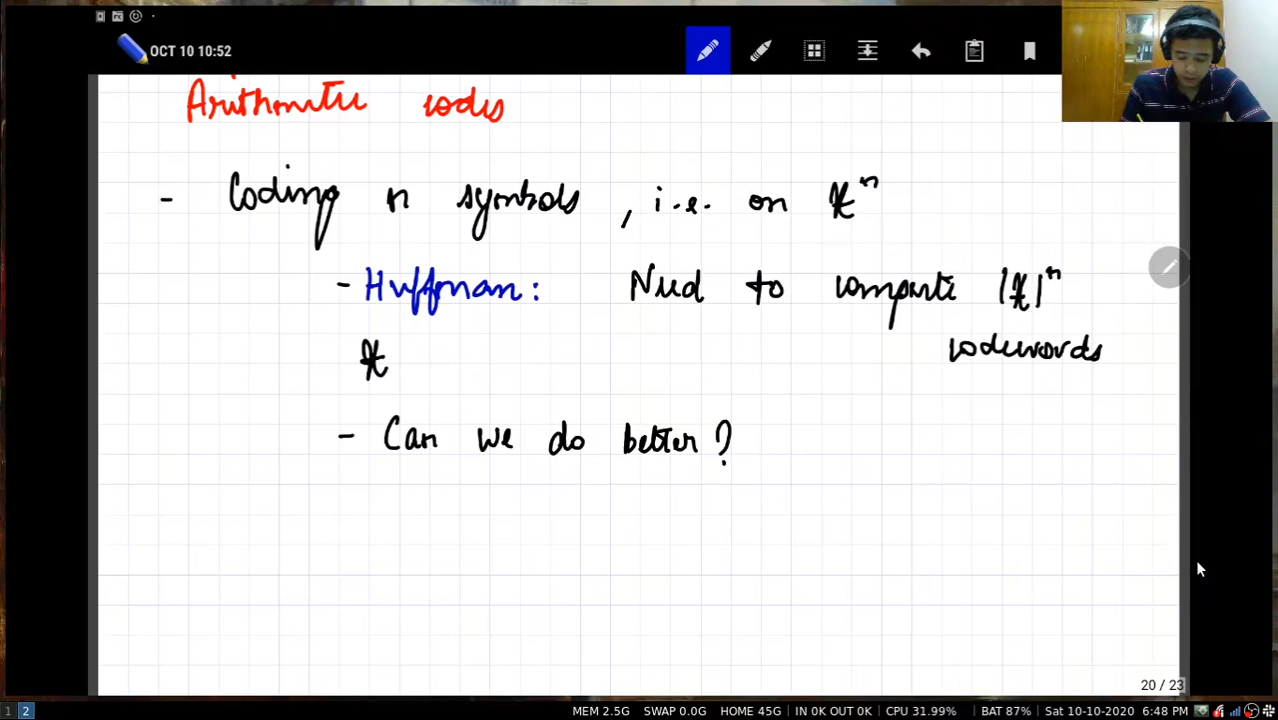 OCT 10 10:52
Arithmetic codes
- Coding n symbols, i.e. on 𝒳ⁿ
- Huffman: Need to compute |𝒳|ⁿ
codewords
𝒳
- Can we do better?
20 / 23
1 2 MEM 2.5G SWAP 0.0G HOME 45G IN 0K OUT 0K CPU 31.99% BAT 87% Sat 10-10-2020 6:48 PM